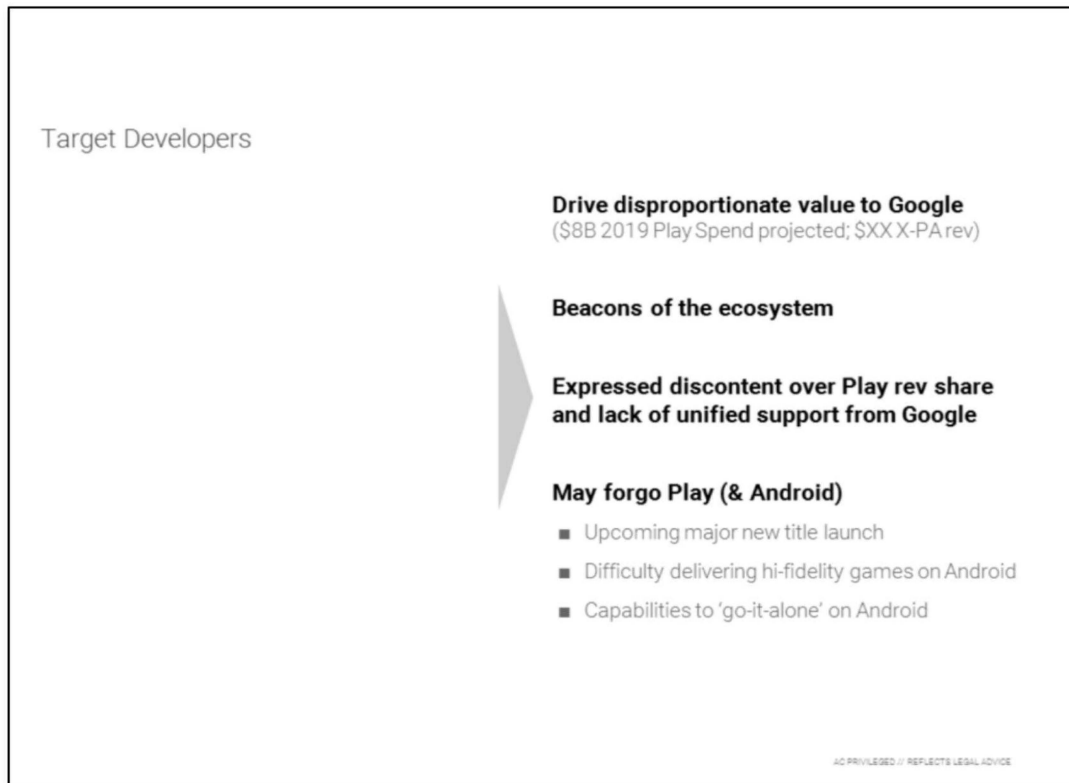 Target Developers
Drive disproportionate value to Google
($8B 2019 Play Spend projected; $XX X-PA rev)
Beacons of the ecosystem
Expressed discontent over Play rev share
and lack of unified support from Google
May forgo Play (& Android)
■ Upcoming major new title launch
■ Difficulty delivering hi-fidelity games on Android
■ Capabilities to ‘go-it-alone’ on Android
AC PRIVILEGED // REFLECTS LEGAL ADVICE